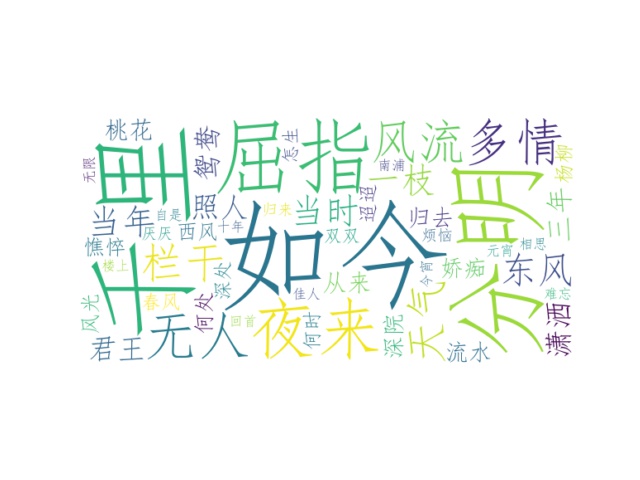 桃花
无限
千里
鸳鸯
屈指
怎生
风流
南浦
多情
杨柳
一枝
迢迢
分明
三年
当年
自是
照人
归来
当时
归去
憔悴
厌厌
西风
十年
双双
烦恼
元宵
相思
楼上
栏干
深处
如今
从来
今宵
娇痴
东风
风光
春风
何处
佳人
天气
难忘
君王
无人
回首
夜来
何时
深院
流水
潇洒